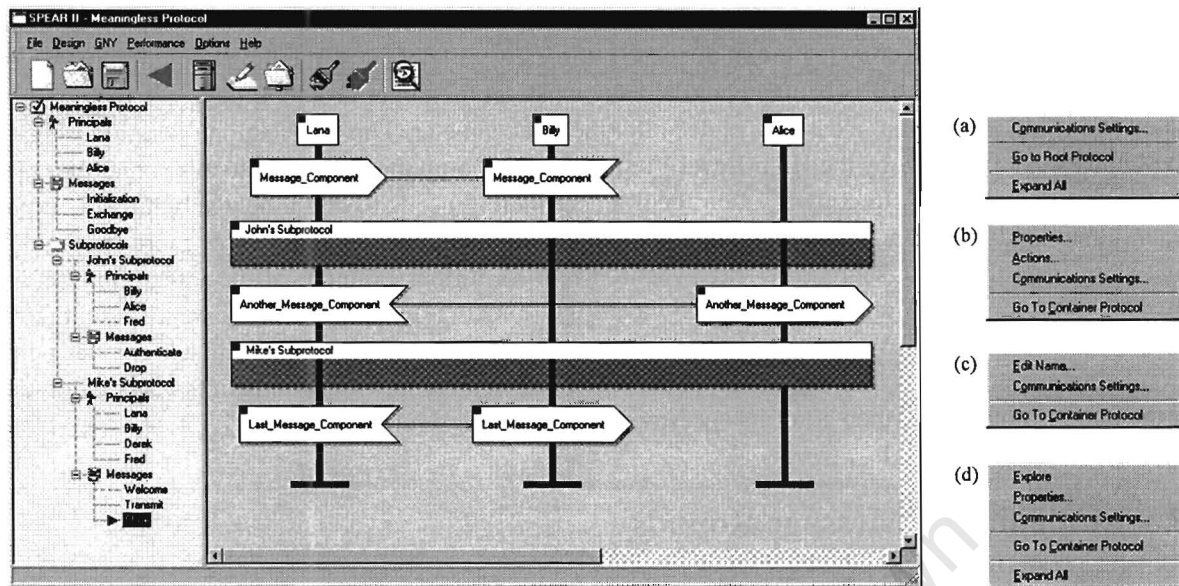 SPEAR II - Meaningless Protocol
File Design GNY Performance Options Help
Meaningless Protocol
Principals
Lana
Billy
Alice
Messages
Initialization
Exchange
Goodbye
Subprotocols
John's Subprotocol
Principals
Billy
Alice
Fred
Messages
Authenticate
Drop
Mike's Subprotocol
Principals
Lana
Billy
Derek
Fred
Messages
Welcome
Transmit
Lana Billy Alice
Message_Component Message_Component
John's Subprotocol
Another_Message_Component Another_Message_Component
Mike's Subprotocol
Last_Message_Component Last_Message_Component
(a) Communications Settings...
Go to Root Protocol
Expand All
(b) Properties...
Actions...
Communications Settings...
Go To Container Protocol
(c) Edit Name...
Communications Settings...
Go To Container Protocol
(d) Explore
Properties...
Communications Settings...
Go To Container Protocol
Expand All